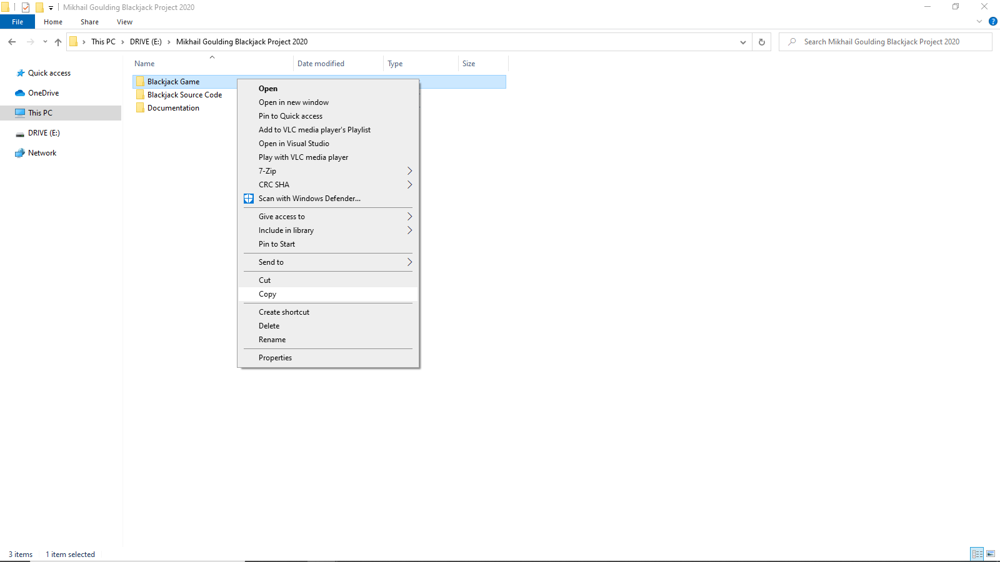 Mikhail Goulding Blackjack Project 2020
File Home Share View
This PC DRIVE (E:) Mikhail Goulding Blackjack Project 2020 Search Mikhail Goulding Blackjack Project 2020
Name Date modified Type Size
Quick access
OneDrive
This PC
DRIVE (E:)
Network
Blackjack Game
Blackjack Source Code
Documentation
Open
Open in new window
Pin to Quick access
Add to VLC media player's Playlist
Open in Visual Studio
Play with VLC media player
7-Zip
CRC SHA
Scan with Windows Defender...
Give access to
Include in library
Pin to Start
Send to
Cut
Copy
Create shortcut
Delete
Rename
Properties
3 items 1 item selected